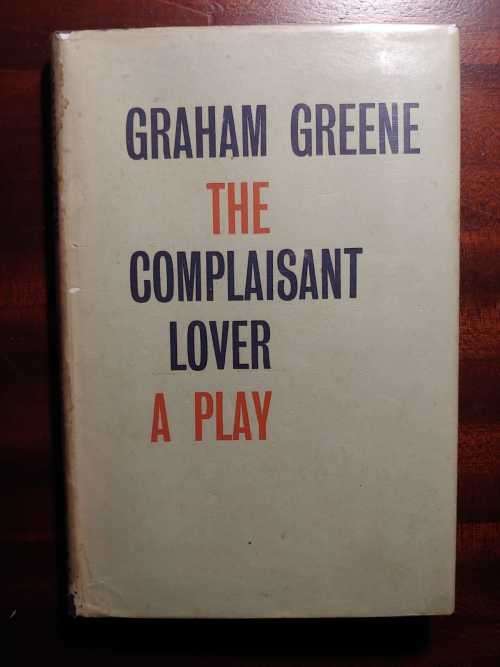 GRAHAM GREENE
THE
COMPLAISANT
LOVER
A PLAY